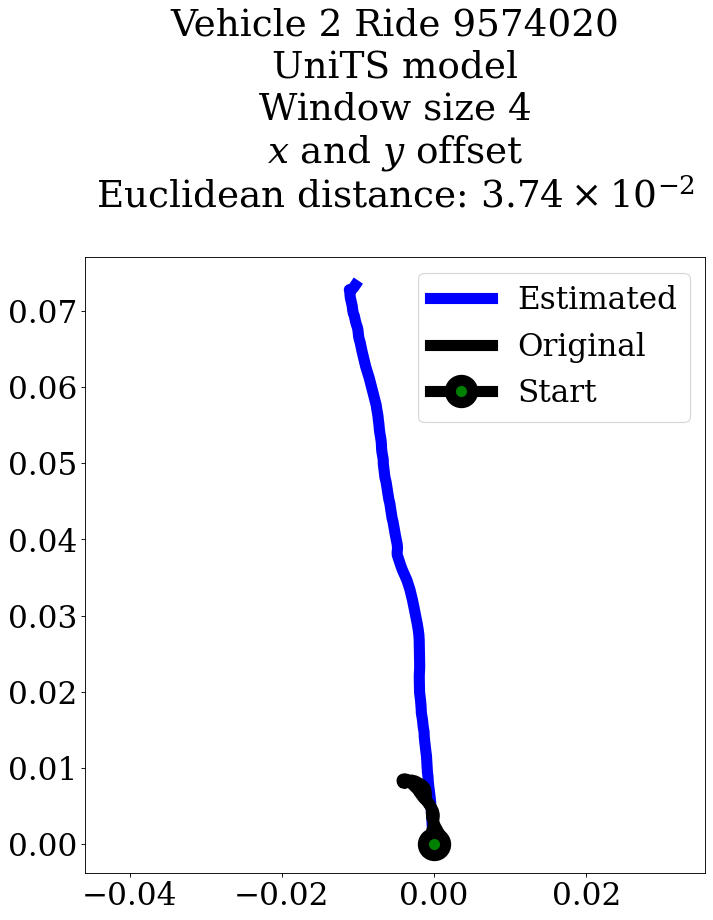 Vehicle 2 Ride 9574020
UniTS model
Window size 4
x and y offset
Euclidean distance: 3.74 × 10⁻²
Estimated
Original
Start
0.07
0.06
0.05
0.04
0.03
0.02
0.01
0.00
−0.04 −0.02 0.00 0.02